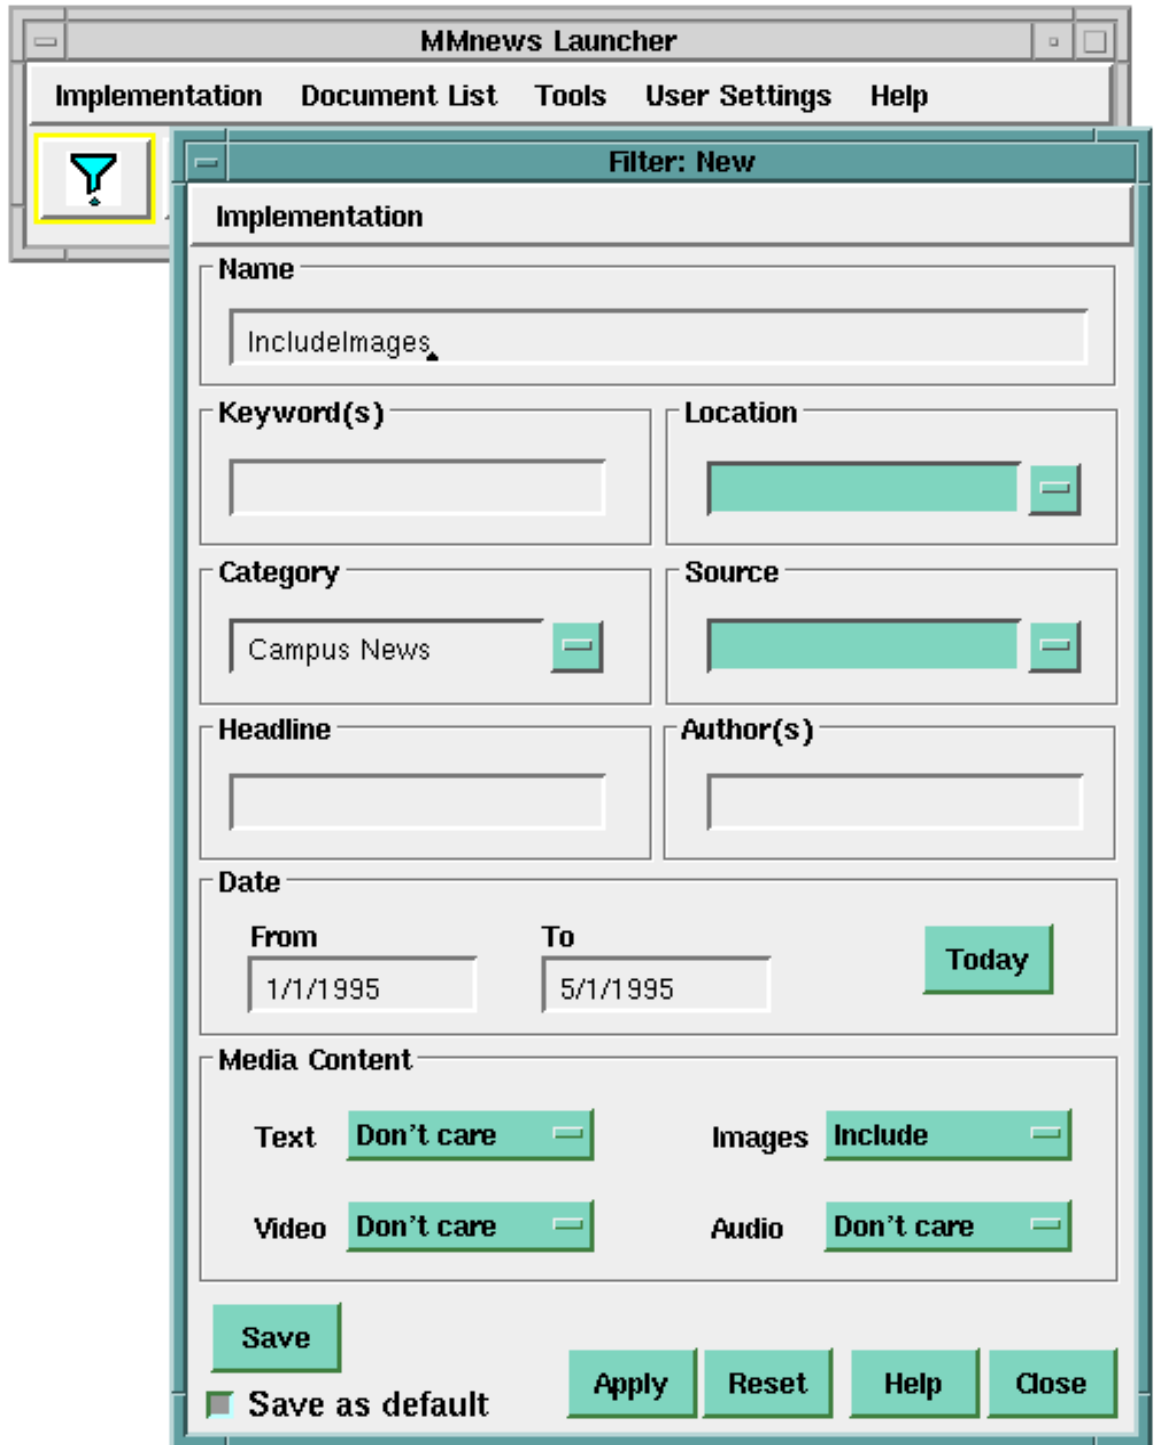 MMnews Launcher
Implementation Document List Tools User Settings Help
Filter: New
Implementation
Name
IncludeImages
Keyword(s) Location
Category Source
Campus News
Headline Author(s)
Date
From To
1/1/1995 5/1/1995 Today
Media Content
Text Don't care Images Include
Video Don't care Audio Don't care
Save
Apply Reset Help Close
Save as default